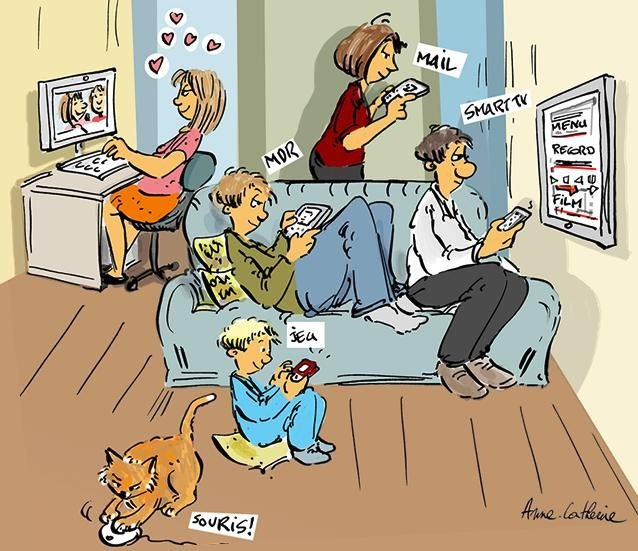 MAIL
SMART TV
MDR
MENU
RECORD
FILM
JEU
SOURIS!
Anne-Catherine